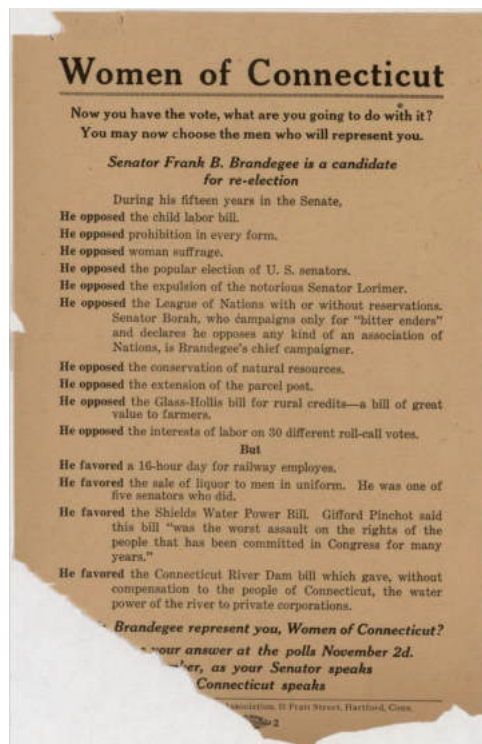 Women of Connecticut
Now you have the vote, what are you going to do with it?
You may now choose the men who will represent you.
Senator Frank B. Brandegee is a candidate
for re-election
During his fifteen years in the Senate,
He opposed the child labor bill.
He opposed prohibition in every form.
He opposed woman suffrage.
He opposed the popular election of U. S. senators.
He opposed the expulsion of the notorious Senator Lorimer.
He opposed the League of Nations with or without reservations.
Senator Borah, who campaigns only for "bitter enders"
and declares he opposes any kind of an association of
Nations, is Brandegee's chief campaigner.
He opposed the conservation of natural resources.
He opposed the extension of the parcel post.
He opposed the Glass-Hollis bill for rural credits—a bill of great
value to farmers.
He opposed the interests of labor on 30 different roll-call votes.
But
He favored a 16-hour day for railway employes.
He favored the sale of liquor to men in uniform. He was one of
five senators who did.
He favored the Shields Water Power Bill. Gifford Pinchot said
this bill "was the worst assault on the rights of the
people that has been committed in Congress for many
years."
He favored the Connecticut River Dam bill which gave, without
compensation to the people of Connecticut, the water
power of the river to private corporations.
Brandegee represent you, Women of Connecticut?
your answer at the polls November 2d.
as your Senator speaks
Connecticut speaks
Association, 11 Pratt Street, Hartford, Conn.
2